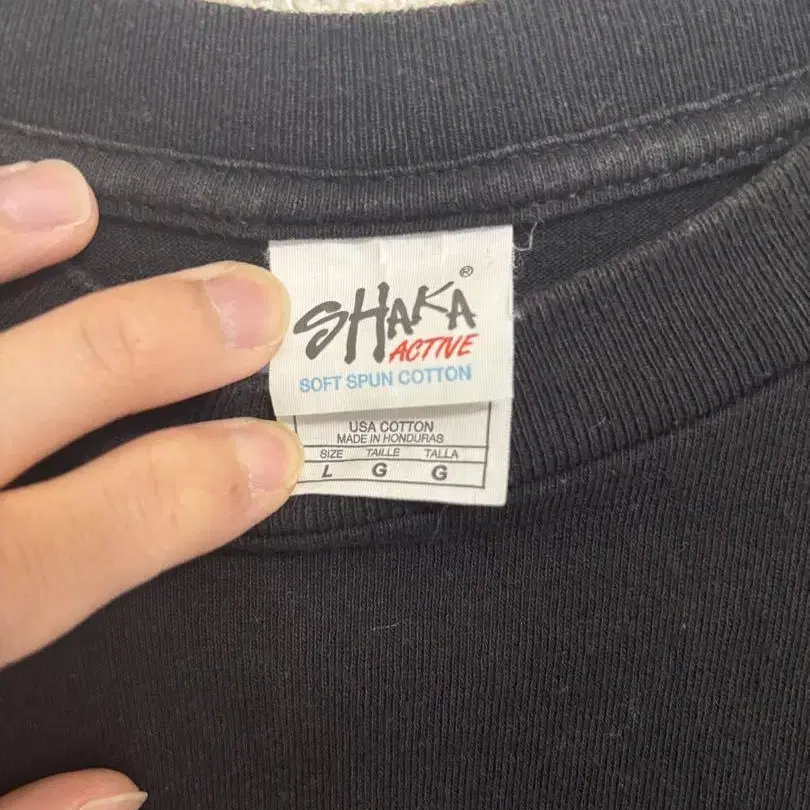 SHAKA®
ACTIVE
SOFT SPUN COTTON
USA COTTON
MADE IN HONDURAS
SIZE TAILLE TALLA
L G G